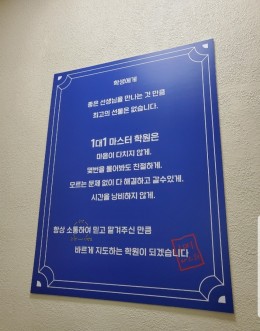 학생에게
좋은 선생님을 만나는 것 만큼
최고의 선물은 없습니다.
1대1 마스터 학원은
마음이 다치지 않게.
몇번을 물어봐도 친절하게.
모르는 문제 없이 다 해결하고 갈수있게.
시간을 낭비하지 않게.
항상 소통하여 믿고 맡겨주신 만큼
바르게 지도하는 학원이 되겠습니다